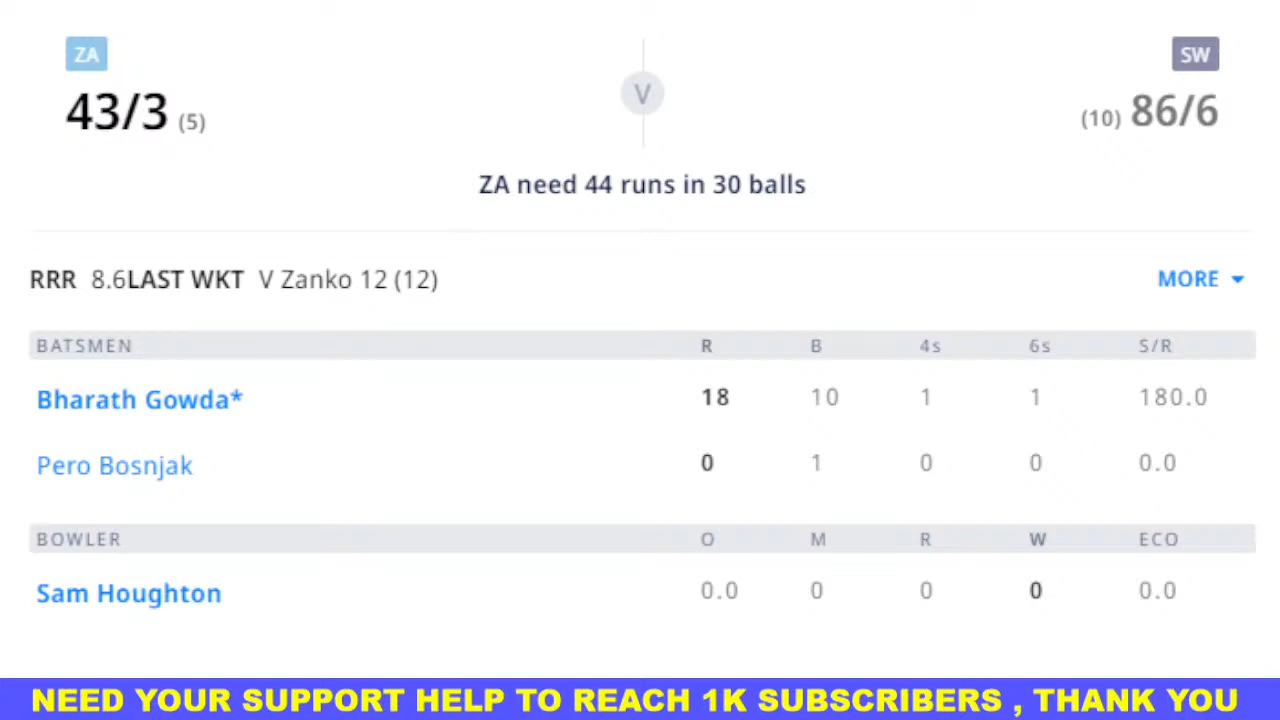 ZA SW
43/3 (5) V (10) 86/6
ZA need 44 runs in 30 balls
RRR 8.6LAST WKT V Zanko 12 (12) MORE
BATSMEN R B 4s 6s S/R
Bharath Gowda* 18 10 1 1 180.0
Pero Bosnjak 0 1 0 0 0.0
BOWLER O M R W ECO
Sam Houghton 0.0 0 0 0 0.0
NEED YOUR SUPPORT HELP TO REACH 1K SUBSCRIBERS , THANK YOU